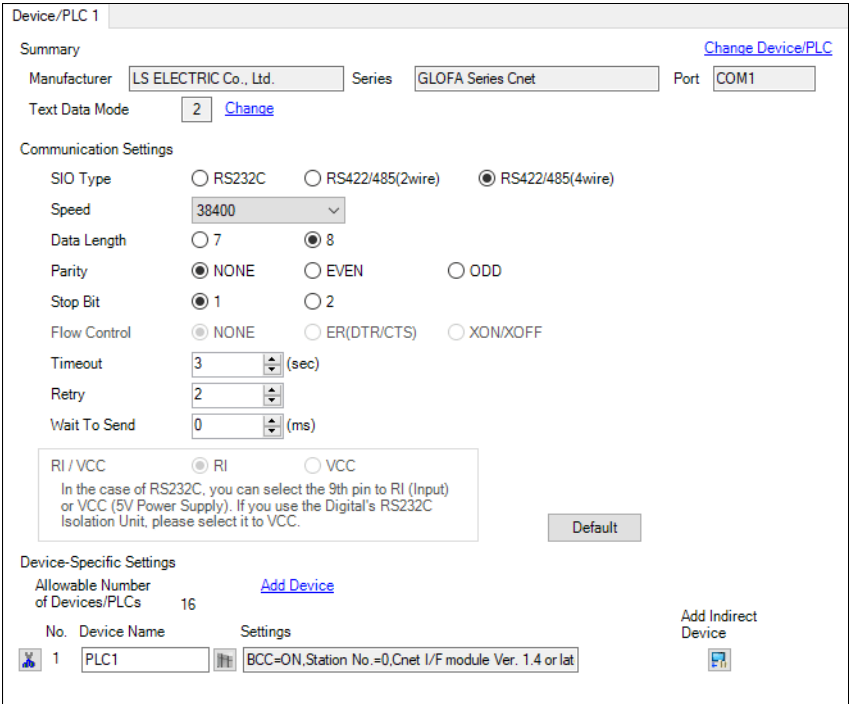 Device/PLC 1
Summary
Change Device/PLC
Manufacturer LS ELECTRIC Co., Ltd. Series GLOFA Series Cnet Port COM1
Text Data Mode 2 Change
Communication Settings
SIO Type RS232C RS422/485(2wire) RS422/485(4wire)
Speed 38400
Data Length 7 8
Parity NONE EVEN ODD
Stop Bit 1 2
Flow Control NONE ER(DTR/CTS) XON/XOFF
Timeout 3 (sec)
Retry 2
Wait To Send 0 (ms)
RI / VCC RI VCC
In the case of RS232C, you can select the 9th pin to RI (Input)
or VCC (5V Power Supply). If you use the Digital's RS232C
Isolation Unit, please select it to VCC.
Default
Device-Specific Settings
Allowable Number
of Devices/PLCs 16
Add Device
Add Indirect
Device
No. Device Name Settings
1 PLC1 BCC=ON,Station No.=0,Cnet I/F module Ver. 1.4 or lat